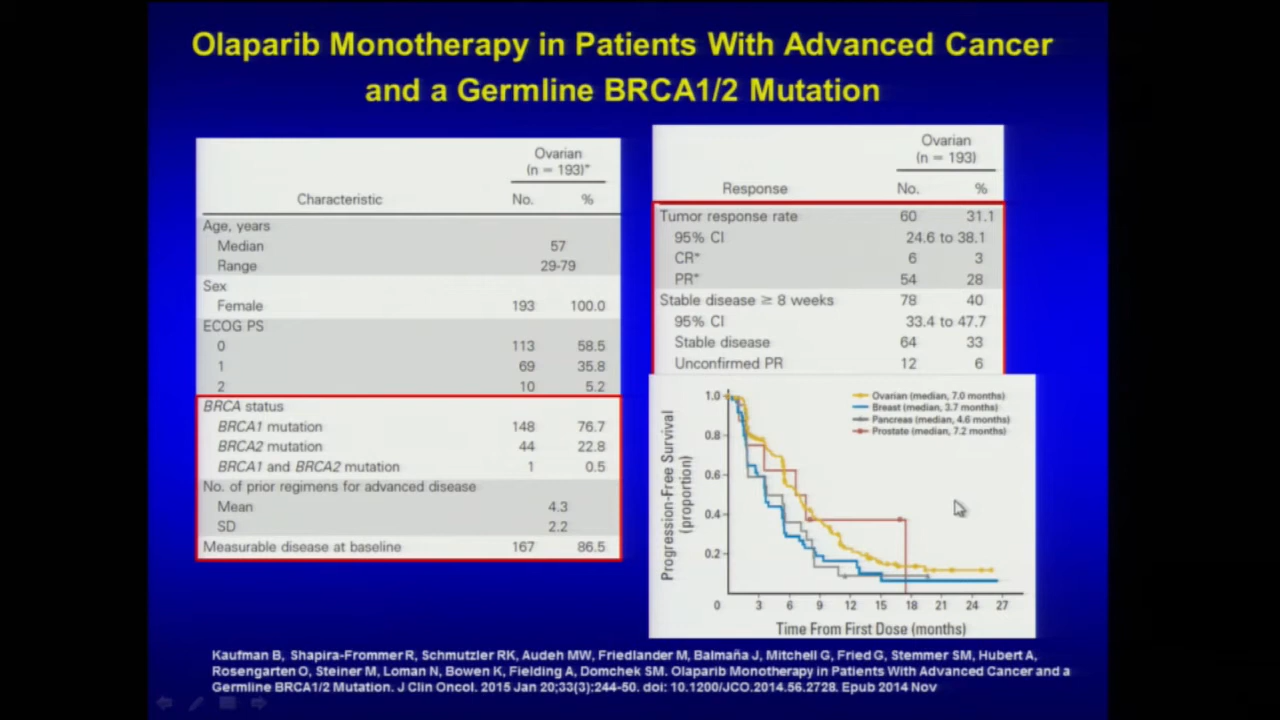 Olaparib Monotherapy in Patients With Advanced Cancer
and a Germline BRCA1/2 Mutation
Ovarian
(n = 193)*
Characteristic No. %
Age, years
Median 57
Range 29-79
Sex
Female 193 100.0
ECOG PS
0 113 58.5
1 69 35.8
2 10 5.2
BRCA status
BRCA1 mutation 148 76.7
BRCA2 mutation 44 22.8
BRCA1 and BRCA2 mutation 1 0.5
No. of prior regimens for advanced disease
Mean 4.3
SD 2.2
Measurable disease at baseline 167 86.5
Ovarian
(n = 193)
Response No. %
Tumor response rate 60 31.1
95% CI 24.6 to 38.1
CR* 6 3
PR* 54 28
Stable disease ≥ 8 weeks 78 40
95% CI 33.4 to 47.7
Stable disease 64 33
Unconfirmed PR 12 6
Progression-Free Survival
(proportion)
1.0
0.8
0.6
0.4
0.2
Ovarian (median, 7.0 months)
Breast (median, 3.7 months)
Pancreas (median, 4.6 months)
Prostate (median, 7.2 months)
0 3 6 9 12 15 18 21 24 27
Time From First Dose (months)
Kaufman B, Shapira-Frommer R, Schmutzler RK, Audeh MW, Friedlander M, Balmaña J, Mitchell G, Fried G, Stemmer SM, Hubert A,
Rosengarten O, Steiner M, Loman N, Bowen K, Fielding A, Domchek SM. Olaparib Monotherapy in Patients With Advanced Cancer and a
Germline BRCA1/2 Mutation. J Clin Oncol. 2015 Jan 20;33(3):244-50. doi: 10.1200/JCO.2014.56.2728. Epub 2014 Nov